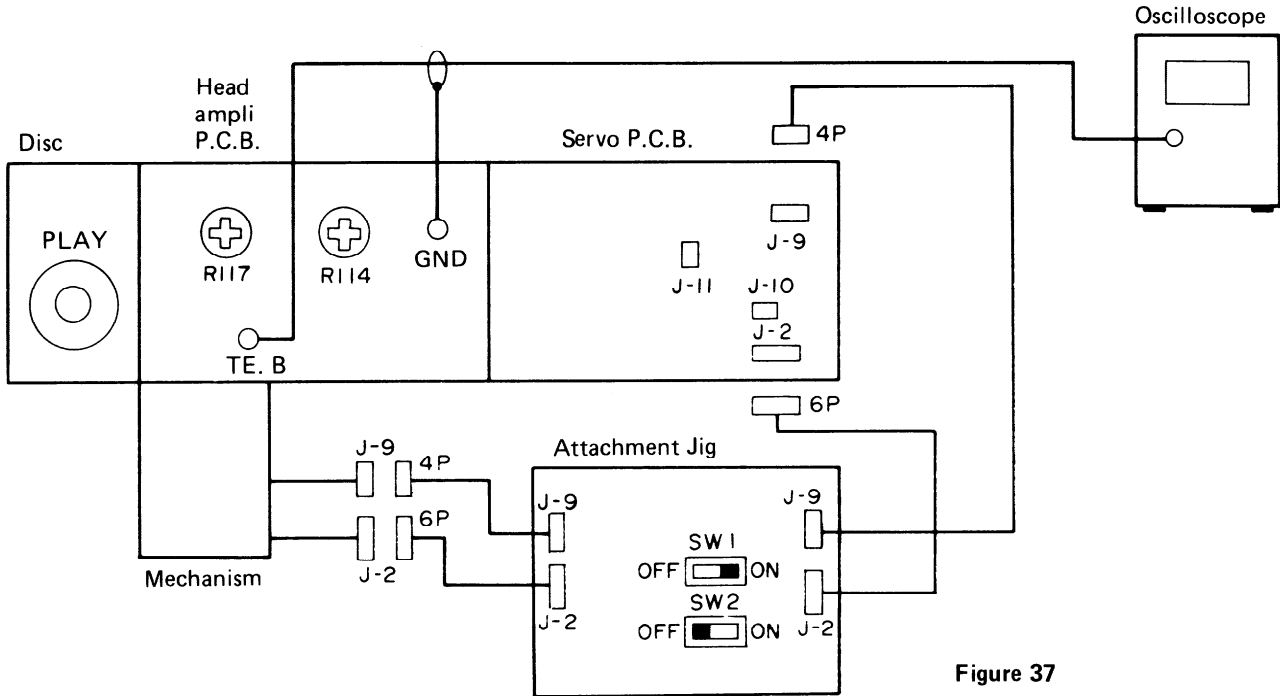 Oscilloscope
Head
ampli
P.C.B.
Disc
Servo P.C.B.
4P
PLAY
R117
R114
GND
J-9
J-11
J-10
J-2
TE. B
6P
Attachment Jig
J-9
4P
J-9
J-9
6P
SW1
OFF
ON
Mechanism
J-2
J-2
SW2
OFF
ON
J-2
Figure 37